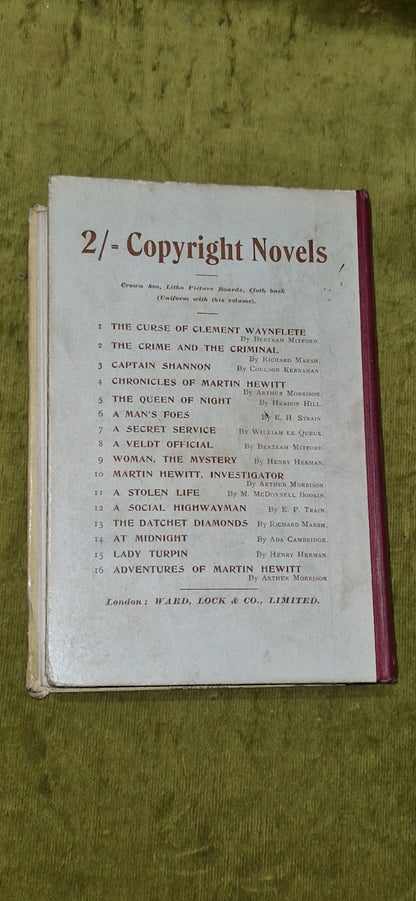 2/- Copyright Novels
Crown 8vo, Litho Picture Boards, Cloth back
(Uniform with this volume).
1 THE CURSE OF CLEMENT WAYNFLETE
By Bertram Mitford.
2 THE CRIME AND THE CRIMINAL
By Richard Marsh.
3 CAPTAIN SHANNON By Coulson Kernahan.
4 CHRONICLES OF MARTIN HEWITT
By Arthur Morrison.
5 THE QUEEN OF NIGHT By Headon Hill.
6 A MAN'S FOES By E. H. Strain.
7 A SECRET SERVICE By William le Queux.
8 A VELDT OFFICIAL By Bertram Mitford.
9 WOMAN, THE MYSTERY By Henry Herman.
10 MARTIN HEWITT, INVESTIGATOR
By Arthur Morrison.
11 A STOLEN LIFE By M. McDonnell Bodkin.
12 A SOCIAL HIGHWAYMAN By E. P. Train.
13 THE DATCHET DIAMONDS By Richard Marsh.
14 AT MIDNIGHT By Ada Cambridge.
15 LADY TURPIN By Henry Herman.
16 ADVENTURES OF MARTIN HEWITT
By Arthur Morrison
London: WARD, LOCK & CO., LIMITED.